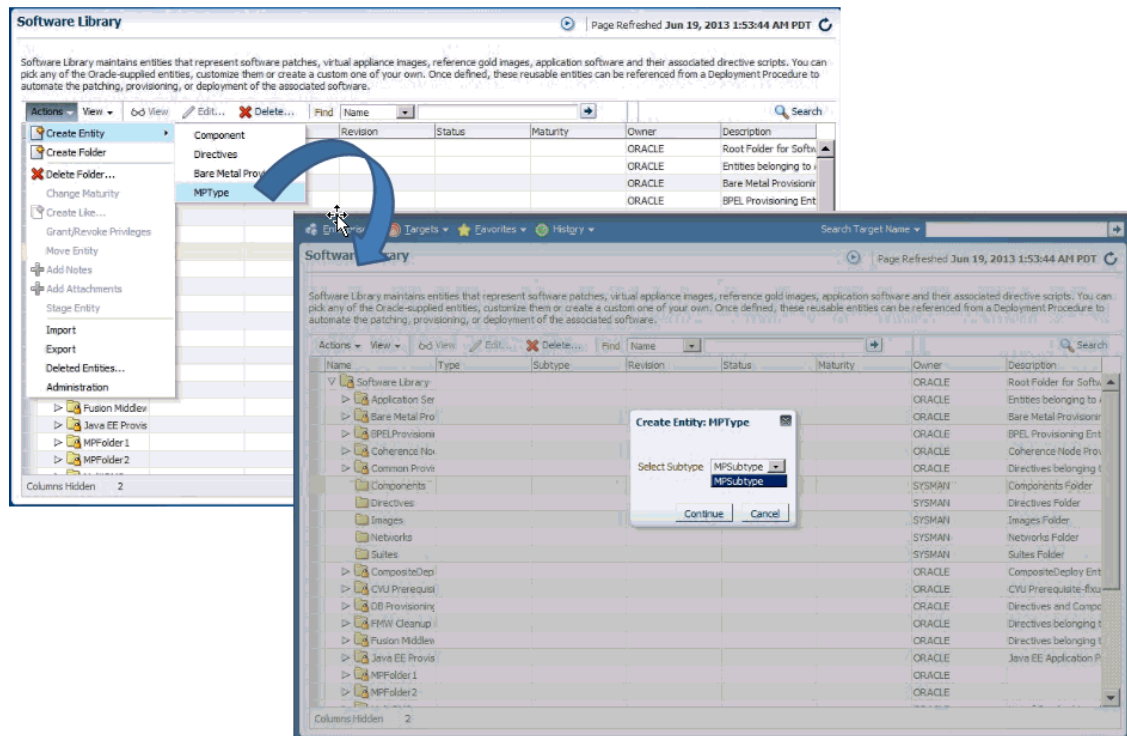 Software Library
Page Refreshed Jun 19, 2013 1:53:44 AM PDT
Software Library maintains entities that represent software patches, virtual appliance images, reference gold images, application software and their associated directive scripts. You can
pick any of the Oracle-supplied entities, customize them or create a custom one of your own. Once defined, these reusable entities can be referenced from a Deployment Procedure to
automate the patching, provisioning, or deployment of the associated software.
Actions View View Edit... Delete... Find Name Search
Revision Status Maturity Owner Description
Create Entity
Create Folder
Delete Folder...
Change Maturity
Create Like...
Grant/Revoke Privileges
Move Entity
Add Notes
Add Attachments
Stage Entity
Import
Export
Deleted Entities...
Administration
Component
Directives
Bare Metal Provi
MPType
ORACLE Root Folder for Softw
ORACLE Entities belonging to
ORACLE Bare Metal Provisionin
ORACLE BPEL Provisioning Ent
Fusion Middlew
Java EE Provis
MPFolder1
MPFolder2
Columns Hidden 2
Targets Favorites History Search Target Name
Software Library
Page Refreshed Jun 19, 2013 1:53:44 AM PDT
Software Library maintains entities that represent software patches, virtual appliance images, reference gold images, application software and their associated directive scripts. You can
pick any of the Oracle-supplied entities, customize them or create a custom one of your own. Once defined, these reusable entities can be referenced from a Deployment Procedure to
automate the patching, provisioning, or deployment of the associated software.
Actions View View Edit... Delete... Find Name Search
Name Type Subtype Revision Status Maturity Owner Description
Software Library ORACLE Root Folder for Softw
Application Ser ORACLE Entities belonging to
Bare Metal Pro ORACLE Bare Metal Provisionin
BPELProvisioni ORACLE BPEL Provisioning Ent
Coherence No ORACLE Coherence Node Prov
Common Provis ORACLE Directives belonging t
Components SYSMAN Components Folder
Directives SYSMAN Directives Folder
Images SYSMAN Images Folder
Networks SYSMAN Networks Folder
Suites SYSMAN Suites Folder
CompositeDepl ORACLE CompositeDeploy Ent
CVU Prerequisi ORACLE CVU Prerequisite-fixu
DB Provisioning ORACLE Directives and Compo
FMW Cleanup ORACLE Directives belonging t
Fusion Middlew ORACLE Directives belonging t
Java EE Provis ORACLE Java EE Application P
MPFolder1 ORACLE
MPFolder2 ORACLE
Columns Hidden 2
Create Entity: MPType
Select Subtype MPSubtype
MPSubtype
Continue Cancel